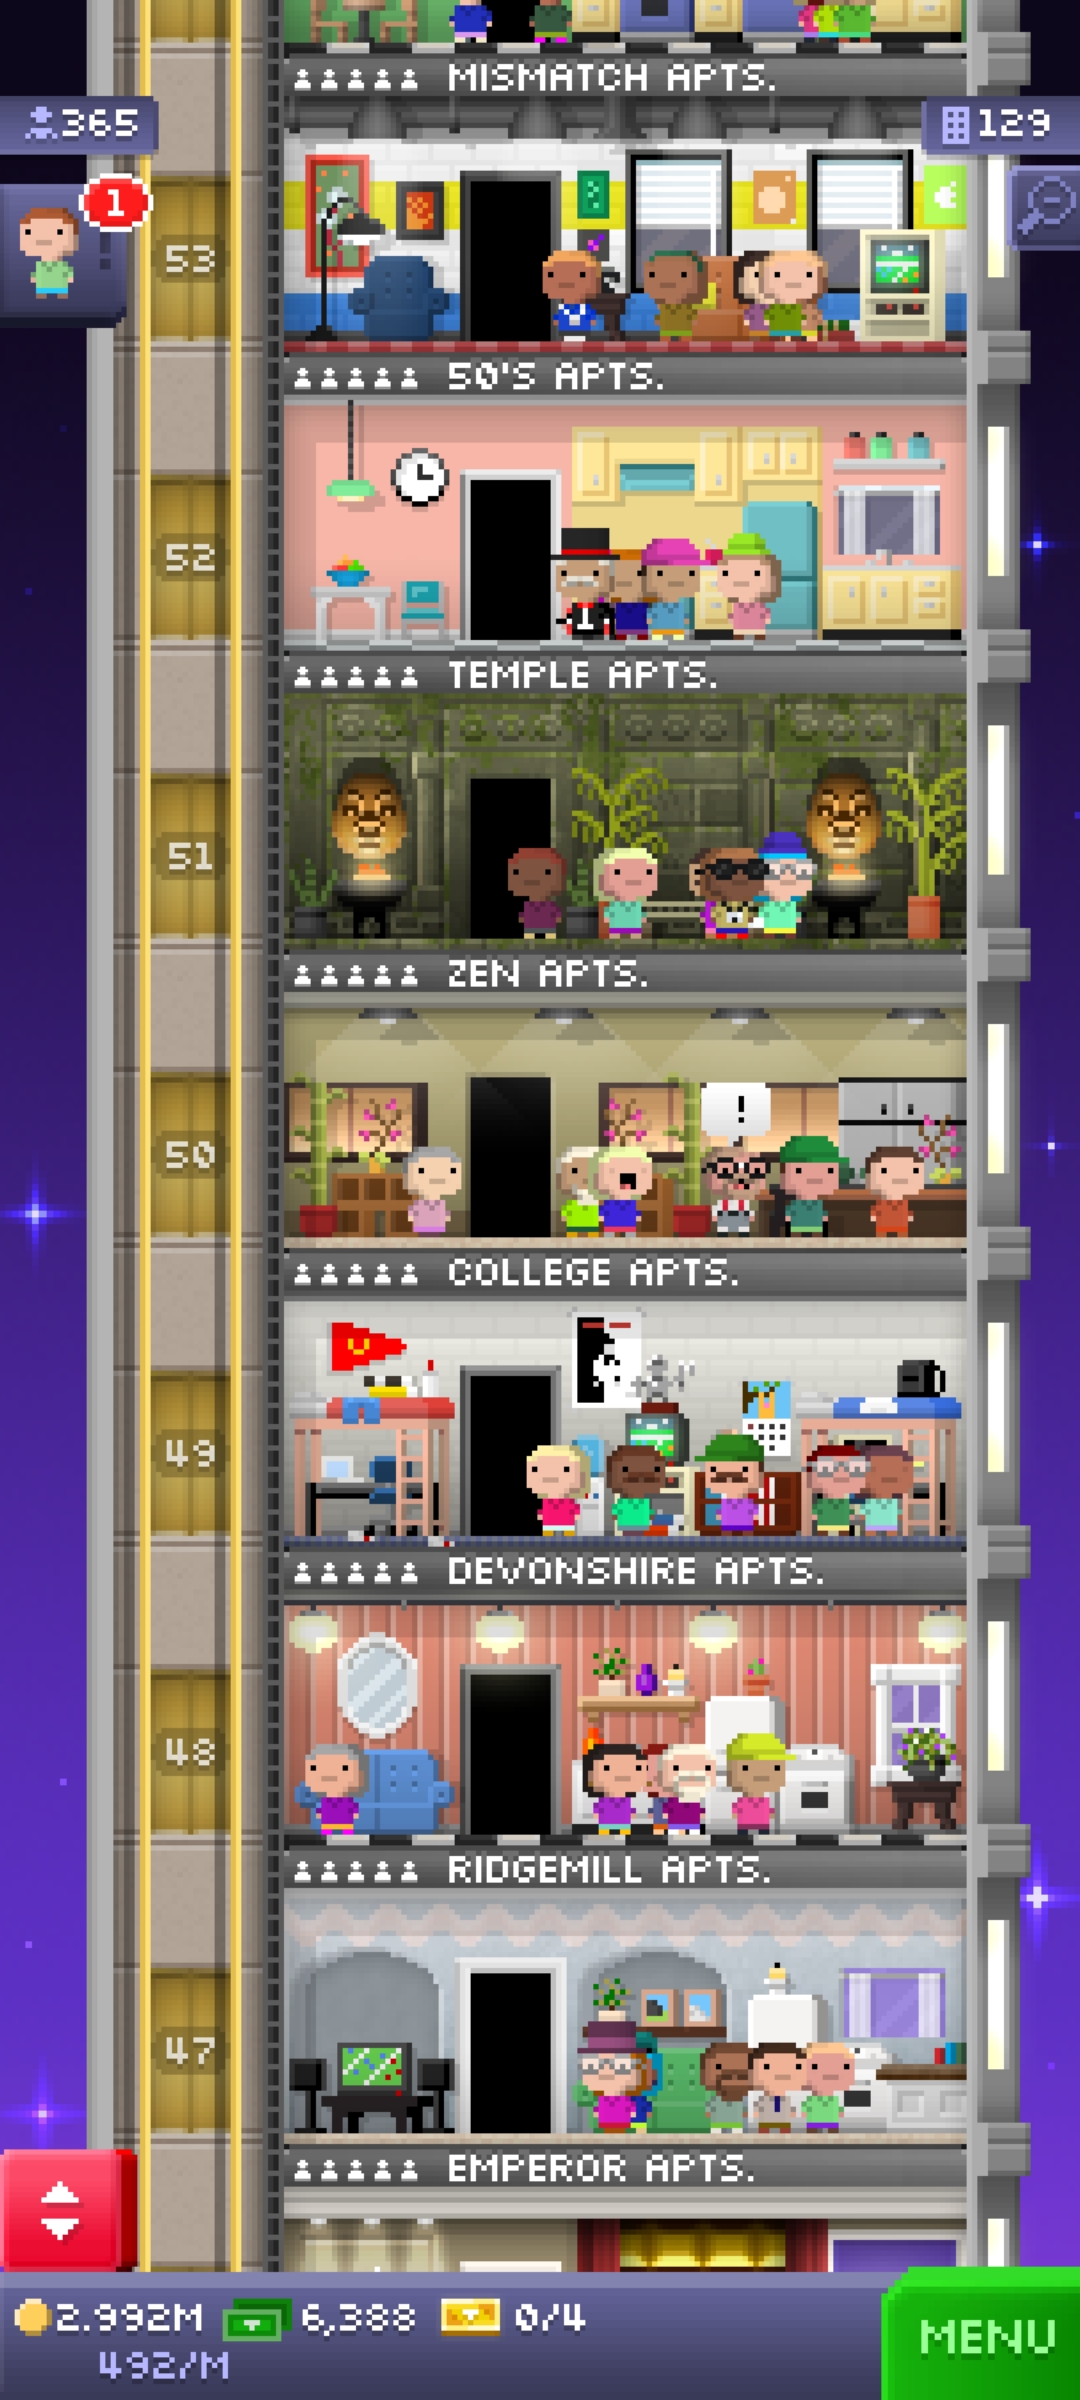 MISMATCH APTS.
365
129
1
53
50'S APTS.
52
TEMPLE APTS.
51
ZEN APTS.
!
50
COLLEGE APTS.
49
DEVONSHIRE APTS.
48
RIDGEMILL APTS.
47
EMPEROR APTS.
2.992M 6,388 0/4
492/M
MENU